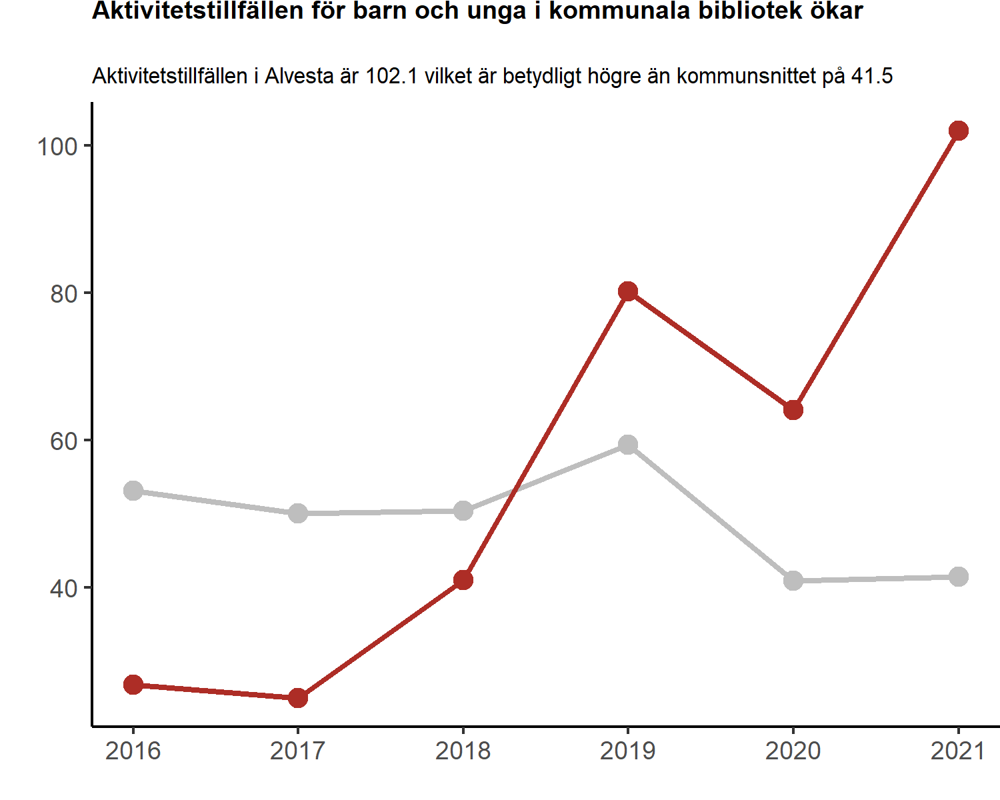 Aktivitetstillfällen för barn och unga i kommunala bibliotek ökar
Aktivitetstillfällen i Alvesta är 102.1 vilket är betydligt högre än kommunsnittet på 41.5
100
80
60
40
2016 2017 2018 2019 2020 2021